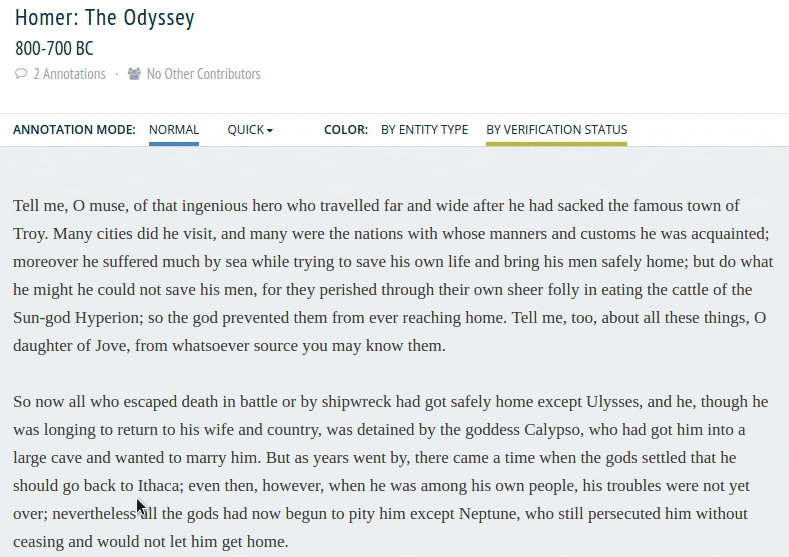 Homer: The Odyssey
800-700 BC
2 Annotations · No Other Contributors
ANNOTATION MODE: NORMAL QUICK COLOR: BY ENTITY TYPE BY VERIFICATION STATUS
Tell me, O muse, of that ingenious hero who travelled far and wide after he had sacked the famous town of
Troy. Many cities did he visit, and many were the nations with whose manners and customs he was acquainted;
moreover he suffered much by sea while trying to save his own life and bring his men safely home; but do what
he might he could not save his men, for they perished through their own sheer folly in eating the cattle of the
Sun-god Hyperion; so the god prevented them from ever reaching home. Tell me, too, about all these things, O
daughter of Jove, from whatsoever source you may know them.
So now all who escaped death in battle or by shipwreck had got safely home except Ulysses, and he, though he
was longing to return to his wife and country, was detained by the goddess Calypso, who had got him into a
large cave and wanted to marry him. But as years went by, there came a time when the gods settled that he
should go back to Ithaca; even then, however, when he was among his own people, his troubles were not yet
over; nevertheless all the gods had now begun to pity him except Neptune, who still persecuted him without
ceasing and would not let him get home.